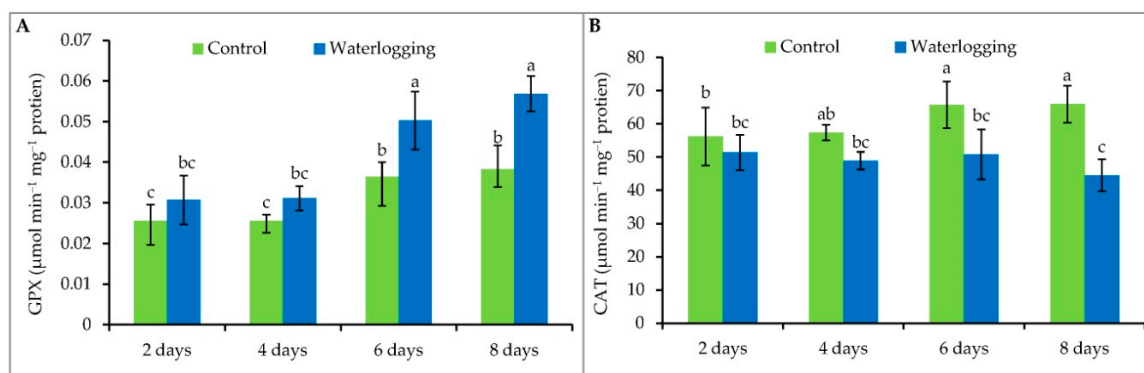 A
Control Waterlogging
GPX (µmol min⁻¹ mg⁻¹ protien)
0.07
0.06
0.05
0.04
0.03
0.02
0.01
0
c bc c bc b a b a
2 days 4 days 6 days 8 days
B
Control Waterlogging
CAT (µmol min⁻¹ mg⁻¹ protien)
80
70
60
50
40
30
20
10
0
b bc ab bc a bc a c
2 days 4 days 6 days 8 days